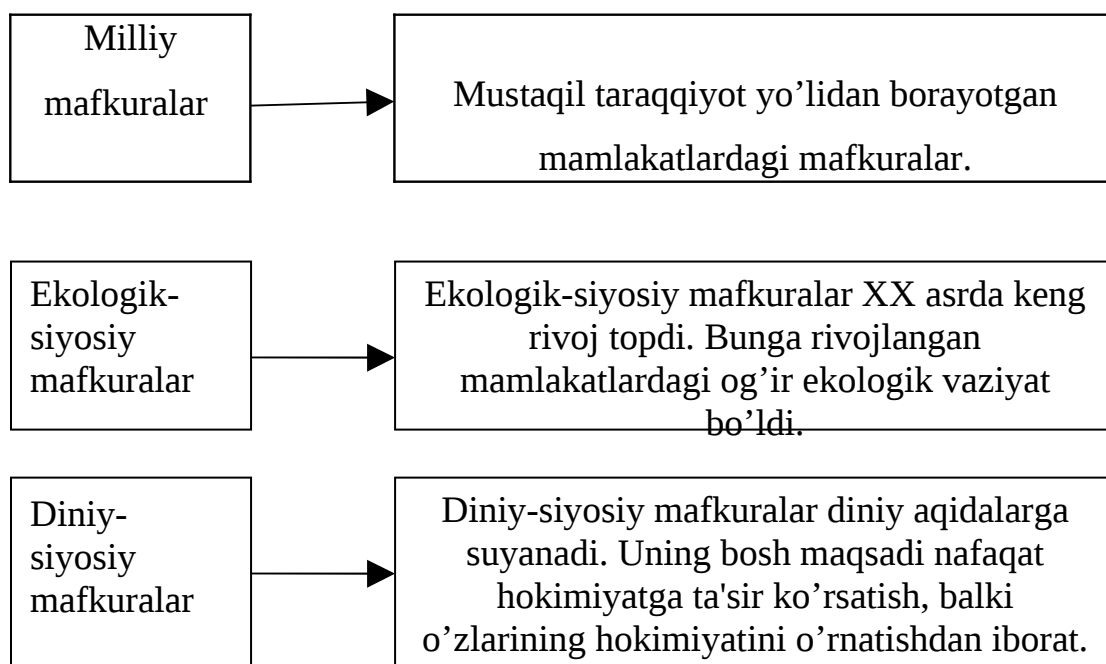 Milliy
mafkuralar
Mustaqil taraqqiyot yo’lidan borayotgan
mamlakatlardagi mafkuralar.
Ekologik-
siyosiy
mafkuralar
Ekologik-siyosiy mafkuralar XX asrda keng
rivoj topdi. Bunga rivojlangan
mamlakatlardagi og’ir ekologik vaziyat
bo’ldi.
Diniy-
siyosiy
mafkuralar
Diniy-siyosiy mafkuralar diniy aqidalarga
suyanadi. Uning bosh maqsadi nafaqat
hokimiyatga ta'sir ko’rsatish, balki
o’zlarining hokimiyatini o’rnatishdan iborat.